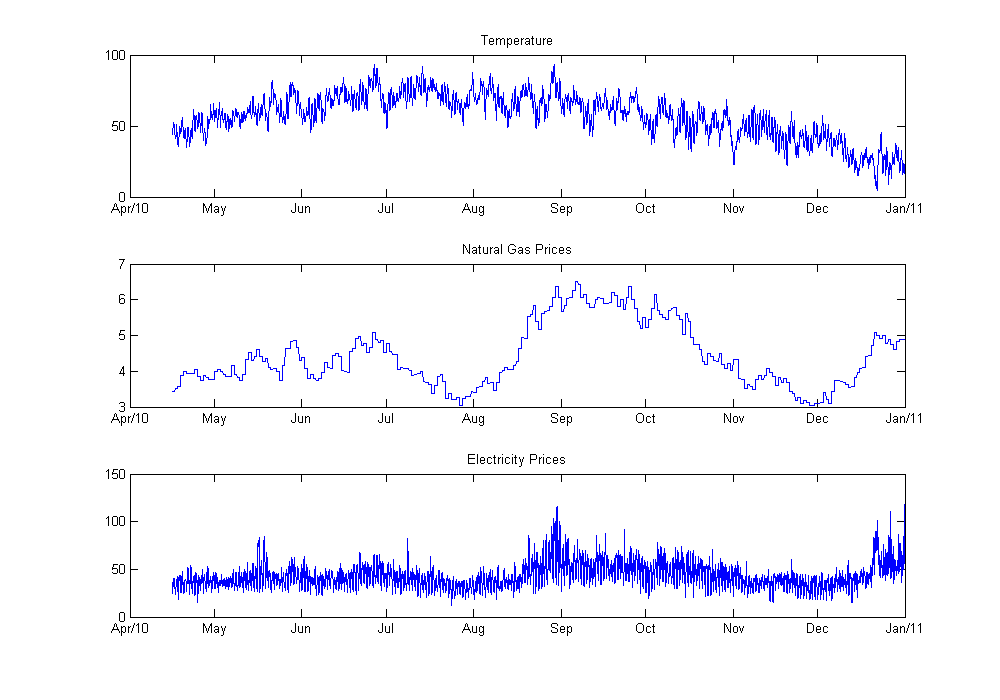 Temperature
100
50
0
Apr/10 May Jun Jul Aug Sep Oct Nov Dec Jan/11
Natural Gas Prices
7
6
5
4
3
Apr/10 May Jun Jul Aug Sep Oct Nov Dec Jan/11
Electricity Prices
150
100
50
0
Apr/10 May Jun Jul Aug Sep Oct Nov Dec Jan/11